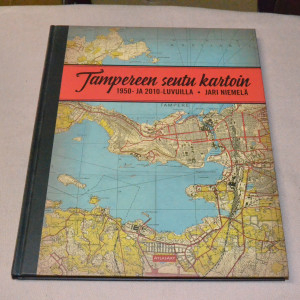 Tampereen seutu kartoin
1950- JA 2010-LUVUILLA • JARI NIEMELÄ
TAMPERE